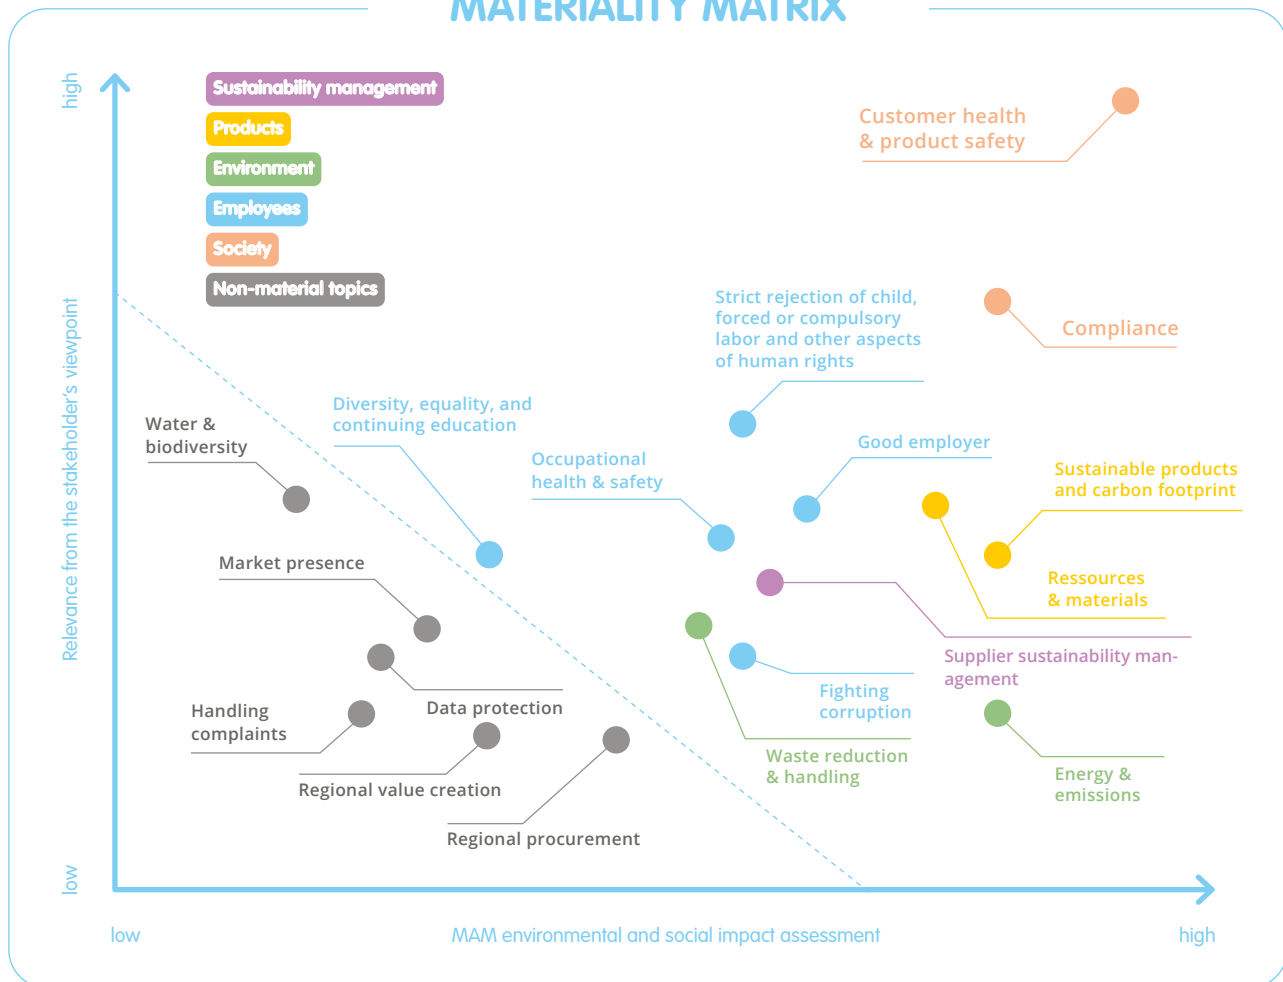 MATERIALITY MATRIX
high
Sustainability management
Products
Environment
Employees
Society
Non-material topics
Customer health
& product safety
Compliance
Strict rejection of child,
forced or compulsory
labor and other aspects
of human rights
Relevance from the stakeholder's viewpoint
Water &
biodiversity
Diversity, equality, and
continuing education
Occupational
health & safety
Good employer
Sustainable products
and carbon footprint
Market presence
Ressources
& materials
Supplier sustainability man-
agement
Handling
complaints
Data protection
Fighting
corruption
Regional value creation
Waste reduction
& handling
Energy &
emissions
Regional procurement
low
low
MAM environmental and social impact assessment
high